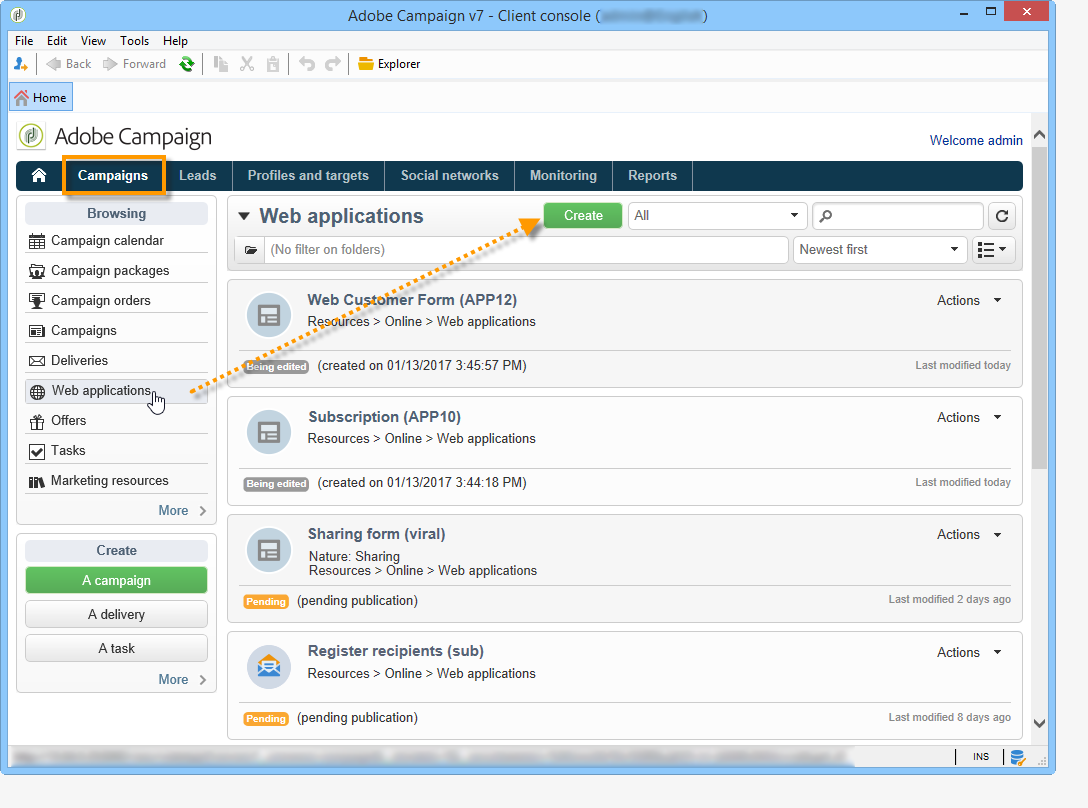 Adobe Campaign v7 - Client console (
)
File Edit View Tools Help
Back Forward Explorer
Home
Adobe Campaign
Welcome admin
Campaigns Leads Profiles and targets Social networks Monitoring Reports
Browsing
Campaign calendar
Campaign packages
Campaign orders
Campaigns
Deliveries
Web applications
Offers
Tasks
Marketing resources
More
Create
A campaign
A delivery
A task
More
Web applications Create All
(No filter on folders) Newest first
Web Customer Form (APP12) Actions
Resources > Online > Web applications
Being edited (created on 01/13/2017 3:45:57 PM) Last modified today
Subscription (APP10) Actions
Resources > Online > Web applications
Being edited (created on 01/13/2017 3:44:18 PM) Last modified today
Sharing form (viral) Actions
Nature: Sharing
Resources > Online > Web applications
Pending (pending publication) Last modified 2 days ago
Register recipients (sub) Actions
Resources > Online > Web applications
Pending (pending publication) Last modified 8 days ago
INS